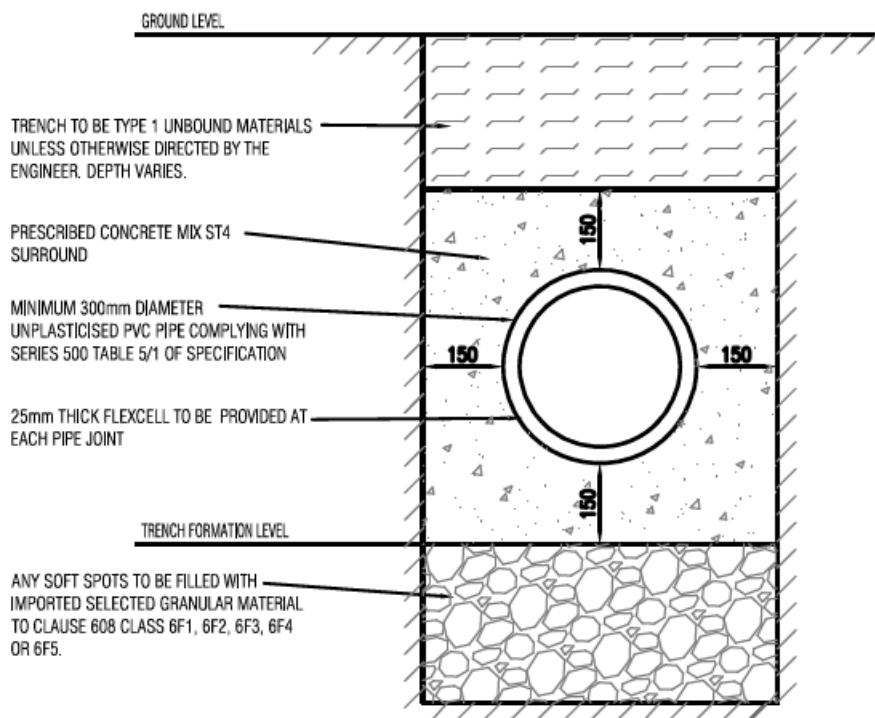 GROUND LEVEL
TRENCH TO BE TYPE 1 UNBOUND MATERIALS
UNLESS OTHERWISE DIRECTED BY THE
ENGINEER. DEPTH VARIES.
150
PRESCRIBED CONCRETE MIX ST4
SURROUND
MINIMUM 300mm DIAMETER
UNPLASTICISED PVC PIPE COMPLYING WITH
SERIES 500 TABLE 5/1 OF SPECIFICATION
150
150
25mm THICK FLEXCELL TO BE PROVIDED AT
EACH PIPE JOINT
150
TRENCH FORMATION LEVEL
ANY SOFT SPOTS TO BE FILLED WITH
IMPORTED SELECTED GRANULAR MATERIAL
TO CLAUSE 608 CLASS 6F1, 6F2, 6F3, 6F4
OR 6F5.